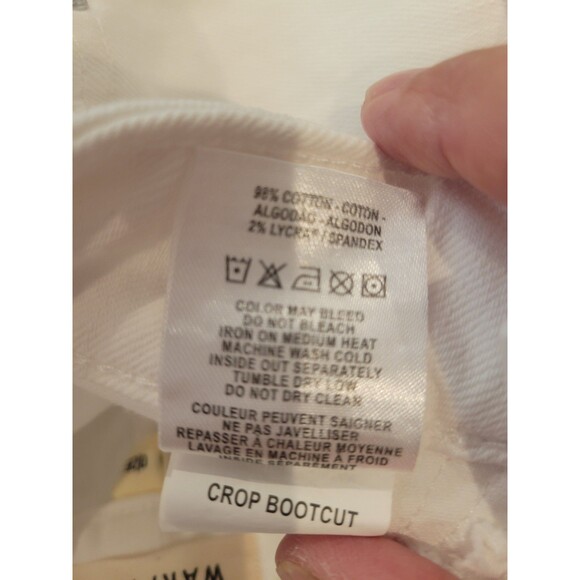 98% COTTON - COTON -
ALGODAO - ALGODON
2% LYCRA® / SPANDEX
COLOR MAY BLEED
DO NOT BLEACH
IRON ON MEDIUM HEAT
MACHINE WASH COLD
INSIDE OUT SEPARATELY
TUMBLE DRY LOW
DO NOT DRY CLEAN
COULEUR PEUVENT SAIGNER
NE PAS JAVELLISER
REPASSER À CHALEUR MOYENNE
LAVAGE EN MACHINE À FROID
CROP BOOTCUT